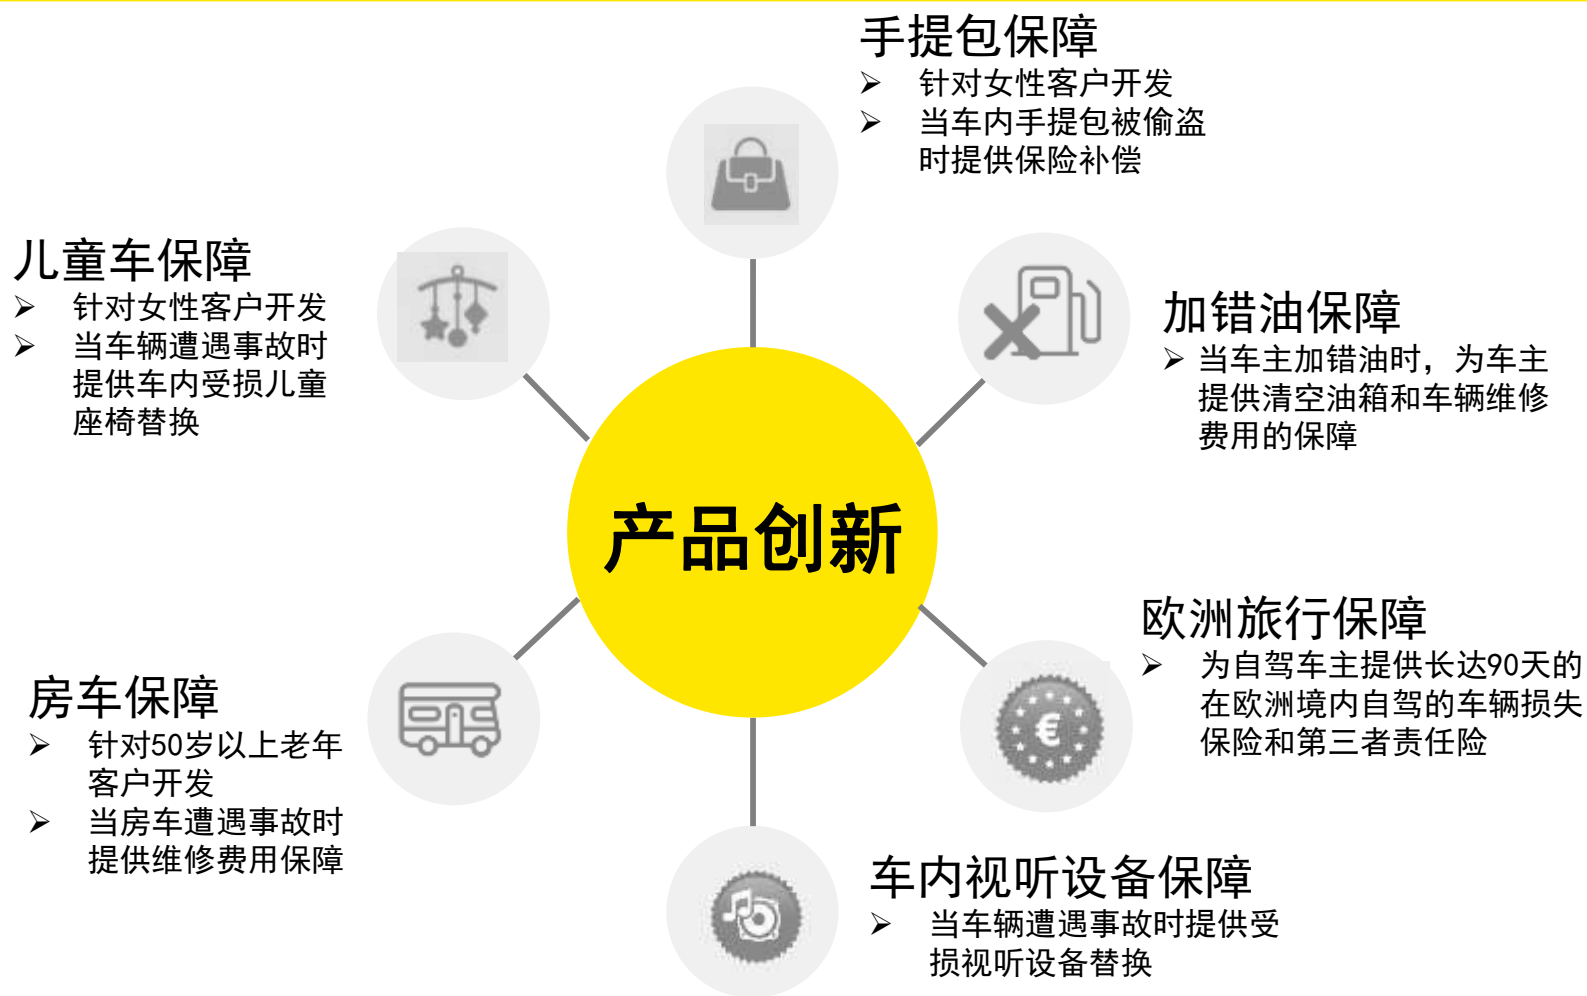 手提包保障
➢ 针对女性客户开发
➢ 当车内手提包被偷盗
时提供保险补偿
儿童车保障
➢ 针对女性客户开发
➢ 当车辆遭遇事故时
提供车内受损儿童
座椅替换
加错油保障
➢ 当车主加错油时，为车主
提供清空油箱和车辆维修
费用的保障
产品创新
欧洲旅行保障
➢ 为自驾车主提供长达90天的
在欧洲境内自驾的车辆损失
保险和第三者责任险
€
房车保障
➢ 针对50岁以上老年
客户开发
➢ 当房车遭遇事故时
提供维修费用保障
车内视听设备保障
➢ 当车辆遭遇事故时提供受
损视听设备替换